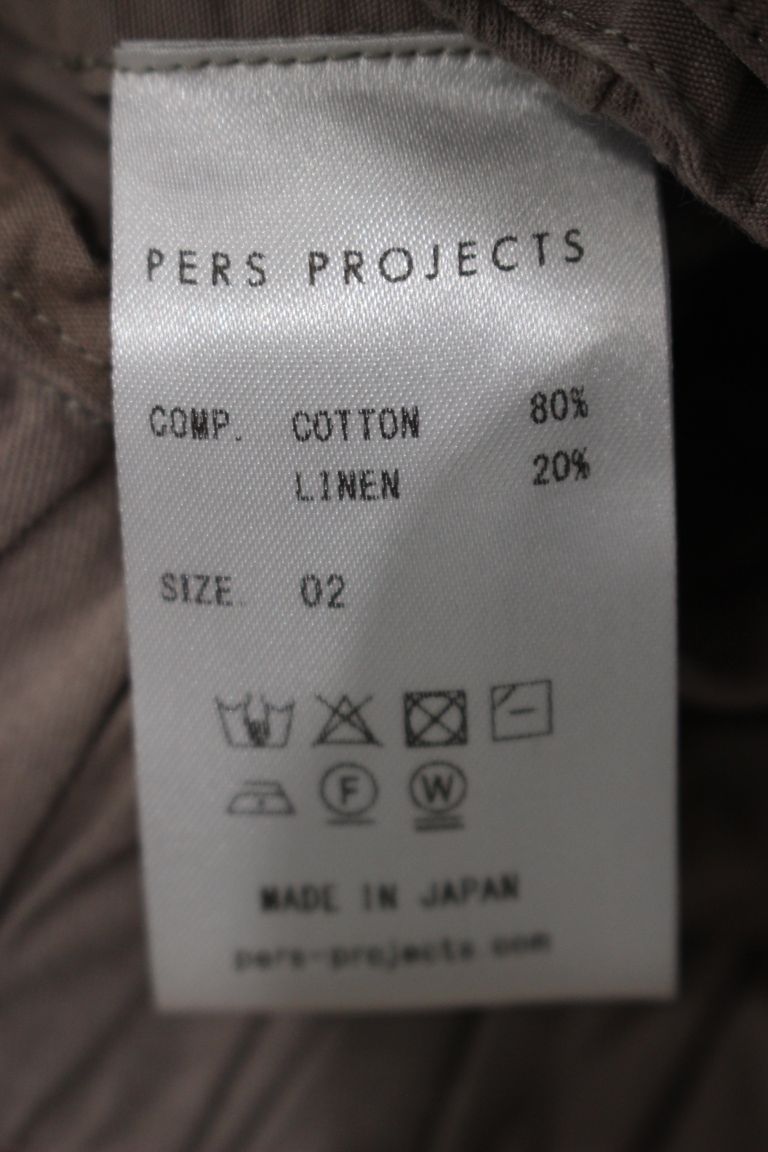 PERS PROJECTS
COMP. COTTON 80%
LINEN 20%
SIZE. 02
F W
MADE IN JAPAN
pers-projects.com